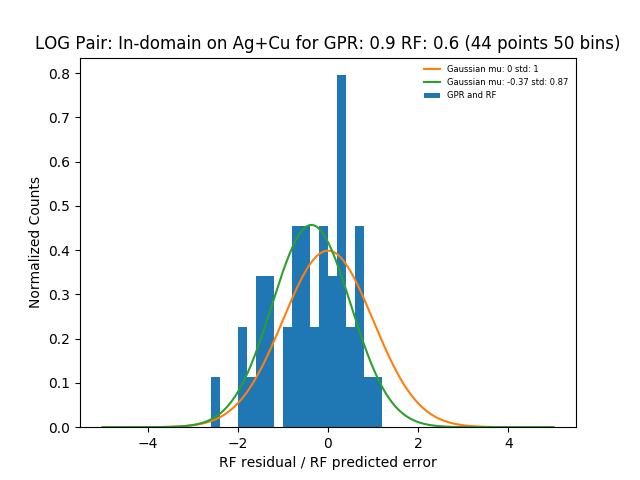 LOG Pair: In-domain on Ag+Cu for GPR: 0.9 RF: 0.6 (44 points 50 bins)
Gaussian mu: 0 std: 1
Gaussian mu: -0.37 std: 0.87
GPR and RF
Normalized Counts
0.8
0.7
0.6
0.5
0.4
0.3
0.2
0.1
0.0
−4 −2 0 2 4
RF residual / RF predicted error